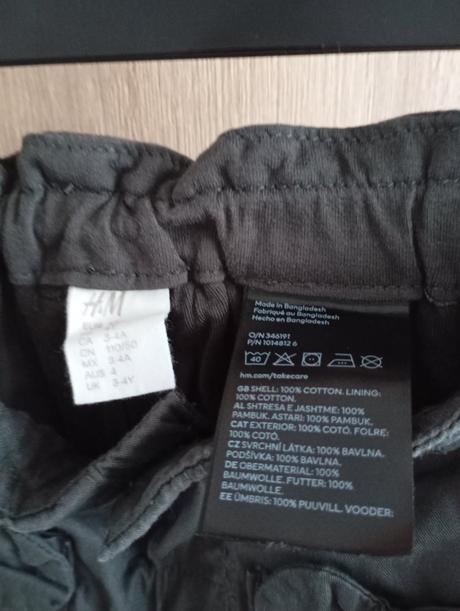 H&M
CA 3-4A
CN 110/60
MX 3-4A
AUS 4
UK 3-4Y
Made in Bangladesh
Fabriqué au Bangladesh
Hecho en Bangladesh
O/N 346191
P/N 1014812 6
40
hm.com/takecare
GB SHELL: 100% COTTON. LINING:
100% COTTON.
AL SHTRESA E JASHTME: 100%
PAMBUK. ASTARI: 100% PAMBUK.
CAT EXTERIOR: 100% COTÓ. FOLRE:
100% COTÓ.
CZ SVRCHNÍ LÁTKA: 100% BAVLNA.
PODŠÍVKA: 100% BAVLNA.
DE OBERMATERIAL: 100%
BAUMWOLLE. FUTTER: 100%
BAUMWOLLE.
EE ÜMBRIS: 100% PUUVILL. VOODER: